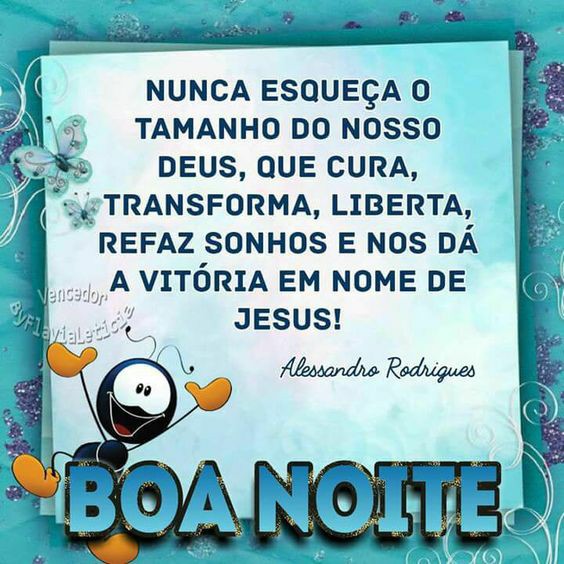 NUNCA ESQUEÇA O
TAMANHO DO NOSSO
DEUS, QUE CURA,
TRANSFORMA, LIBERTA,
REFAZ SONHOS E NOS DÁ
A VITÓRIA EM NOME DE
JESUS!
Alessandro Rodrigues
Vencedor
ByFlaviaLeticie
BOA NOITE